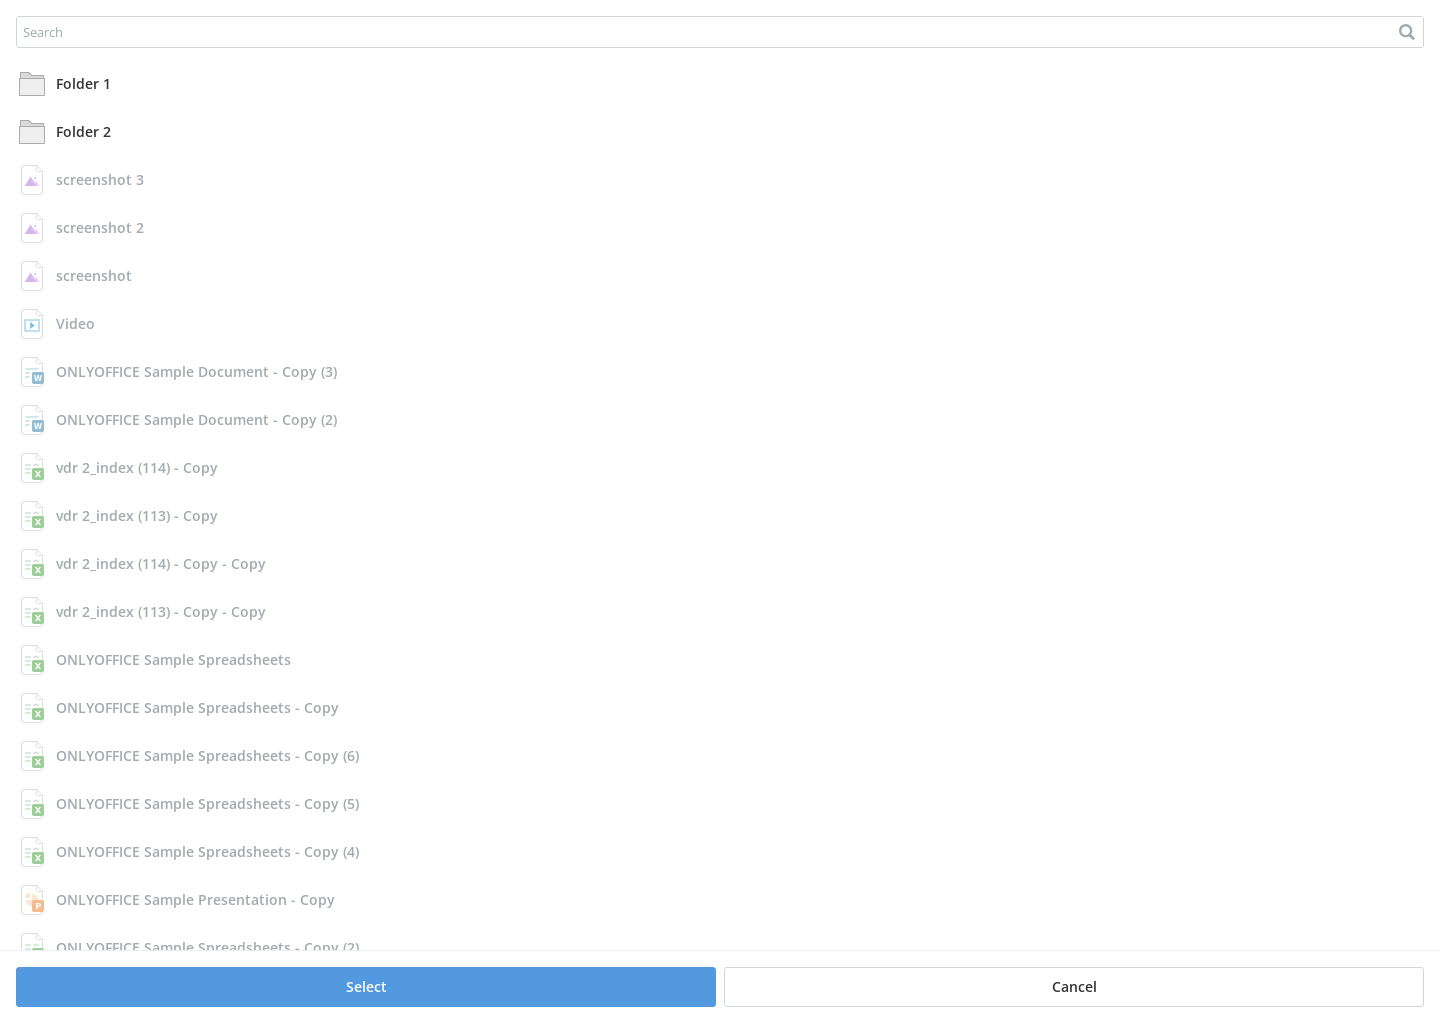 Search
Folder 1
Folder 2
screenshot 3
screenshot 2
screenshot
Video
ONLYOFFICE Sample Document - Copy (3)
ONLYOFFICE Sample Document - Copy (2)
vdr 2_index (114) - Copy
vdr 2_index (113) - Copy
vdr 2_index (114) - Copy - Copy
vdr 2_index (113) - Copy - Copy
ONLYOFFICE Sample Spreadsheets
ONLYOFFICE Sample Spreadsheets - Copy
ONLYOFFICE Sample Spreadsheets - Copy (6)
ONLYOFFICE Sample Spreadsheets - Copy (5)
ONLYOFFICE Sample Spreadsheets - Copy (4)
ONLYOFFICE Sample Presentation - Copy
ONLYOFFICE Sample Spreadsheets - Copy (2)
Select
Cancel